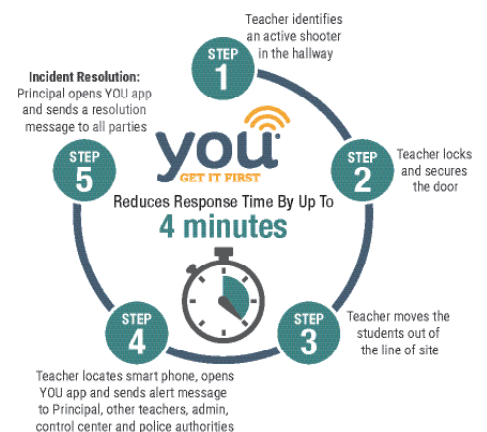 STEP
1
Teacher identifies
an active shooter
in the hallway
STEP
2
Teacher locks
and secures
the door
STEP
3
Teacher moves the
students out of
the line of site
STEP
4
Teacher locates smart phone, opens
YOU app and sends alert message
to Principal, other teachers, admin,
control center and police authorities
STEP
5
Incident Resolution:
Principal opens YOU app
and sends a resolution
message to all parties
you
GET IT FIRST
Reduces Response Time By Up To
4 minutes